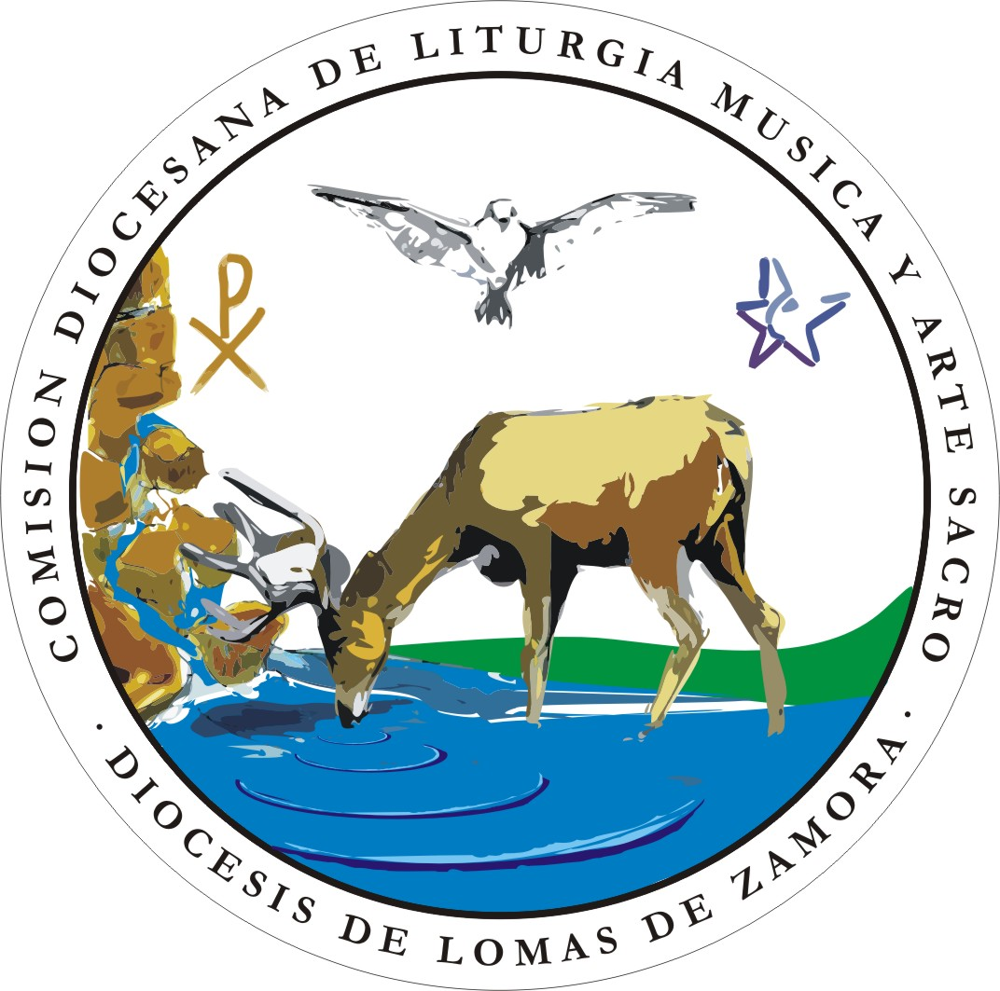 COMISION DIOCESANA DE LITURGIA MUSICA Y ARTE SACRO
· DIOCESIS DE LOMAS DE ZAMORA ·